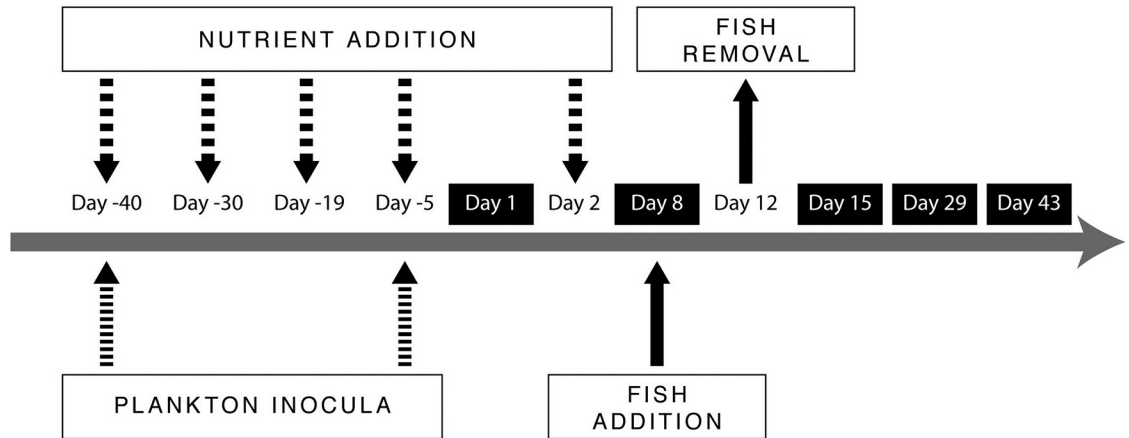 NUTRIENT ADDITION
FISH
REMOVAL
Day -40 Day -30 Day -19 Day -5 Day 1 Day 2 Day 8 Day 12 Day 15 Day 29 Day 43
PLANKTON INOCULA
FISH
ADDITION